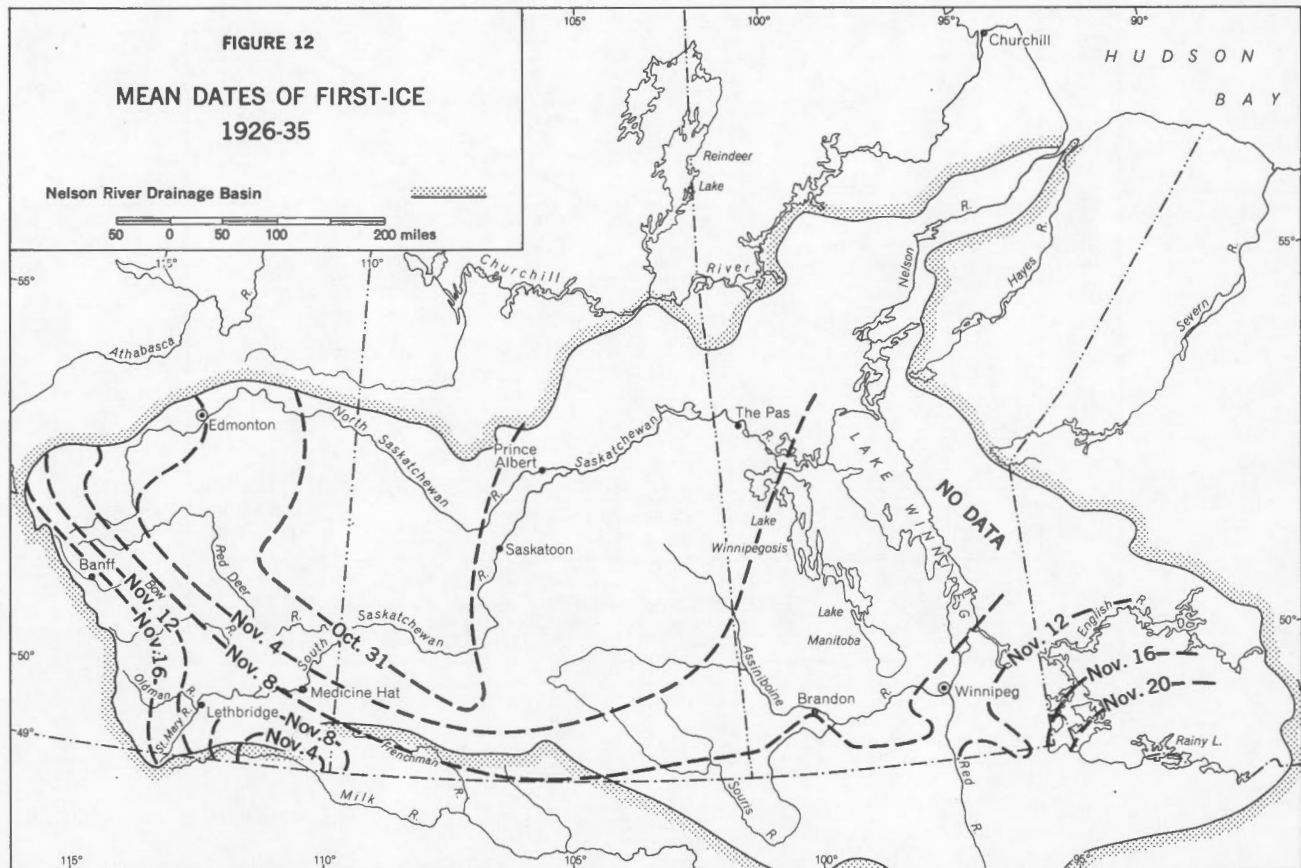 FIGURE 12
MEAN DATES OF FIRST-ICE
1926-35
Nelson River Drainage Basin
50 0 50 100 200 miles
105°
100°
95°
90°
Churchill
HUDSON
BAY
Reindeer
Lake
115°
110°
55°
Churchill
River
Nelson
R.
Hayes R.
Severn R.
55°
Athabasca
R.
Edmonton
North
Saskatchewan
R.
Prince
Albert
Saskatchewan
The Pas
R.
LAKE WINNIPEG
NO DATA
Saskatoon
R.
Lake
Winnipegosis
Banff
Bow
Red Deer
R.
R.
South
Saskatchewan
Nov. 12
Nov. 16
Nov. 4
Oct. 31
Nov. 8
Lake
Manitoba
English R.
Nov. 12
Nov. 16
Nov. 20
50°
50°
Oldman R.
Medicine Hat
Lethbridge
St. Mary R.
Nov. 8
Nov. 4
Assiniboine
R.
Brandon
Winnipeg
49°
49°
Frenchman
R.
Rainy L.
Milk
R.
Souris
R.
Red
R.
115°
110°
105°
100°
95°